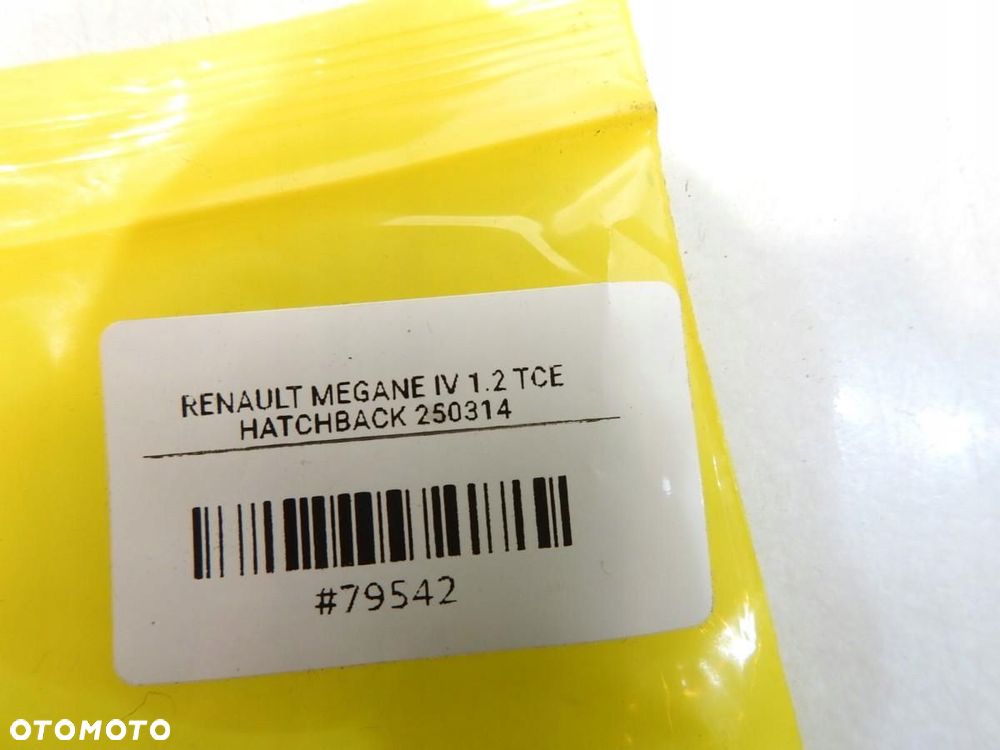 RENAULT MEGANE IV 1.2 TCE
HATCHBACK 250314
#79542
OTOMOTO